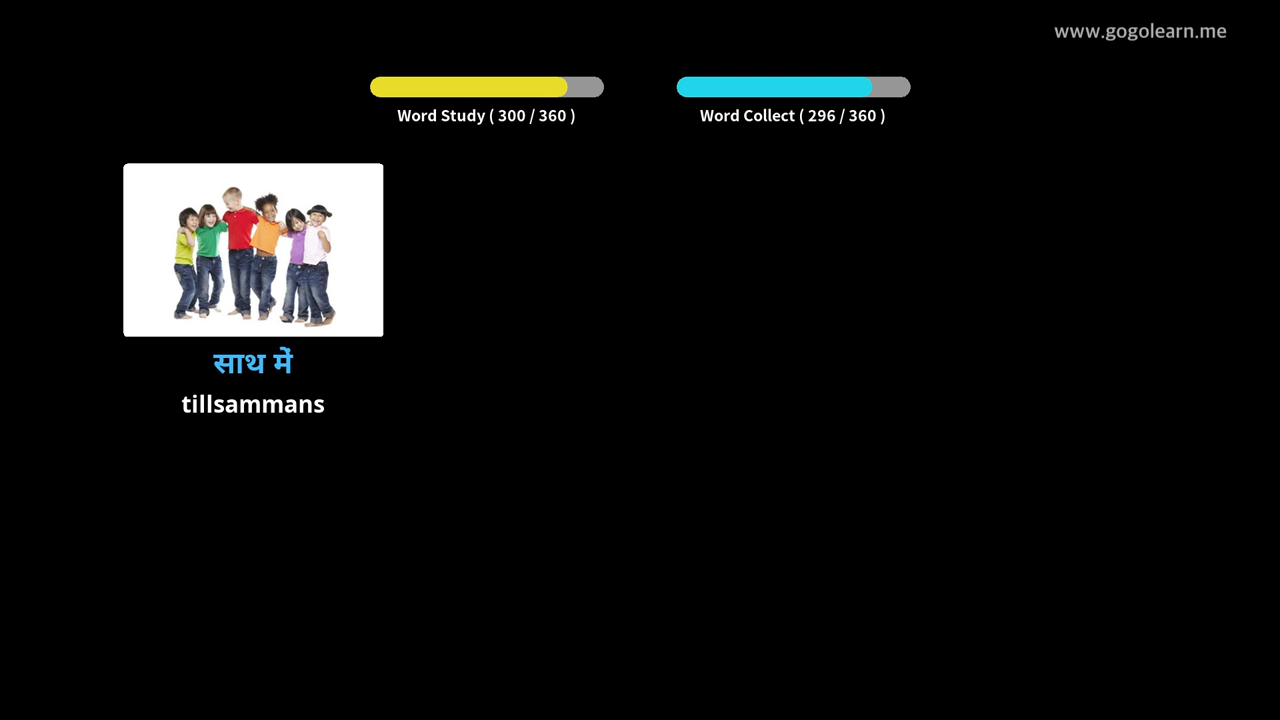 www.gogolearn.me
Word Study ( 300 / 360 )
Word Collect ( 296 / 360 )
साथ में
tillsammans